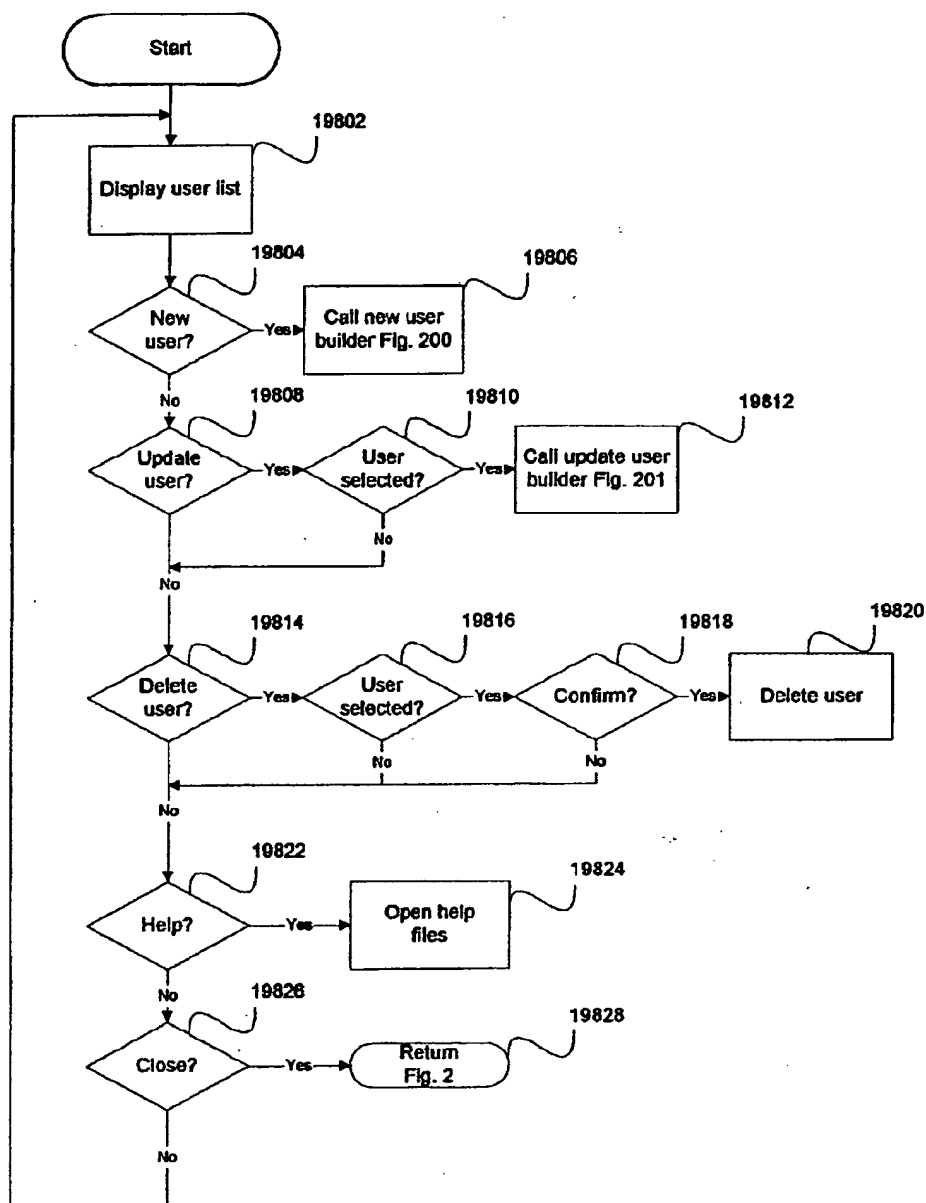 Start
19802
Display user list
19804
19806
New
user?
Yes
Call new user
builder Fig. 200
No
19808
19810
19812
Update
user?
Yes
User
selected?
Yes
Call update user
builder Fig. 201
No
No
19814
19816
19818
19820
Delete
user?
Yes
User
selected?
Yes
Confirm?
Yes
Delete user
No
No
No
19822
19824
Help?
Yes
Open help
files
No
19826
19828
Close?
Yes
Return
Fig. 2
No